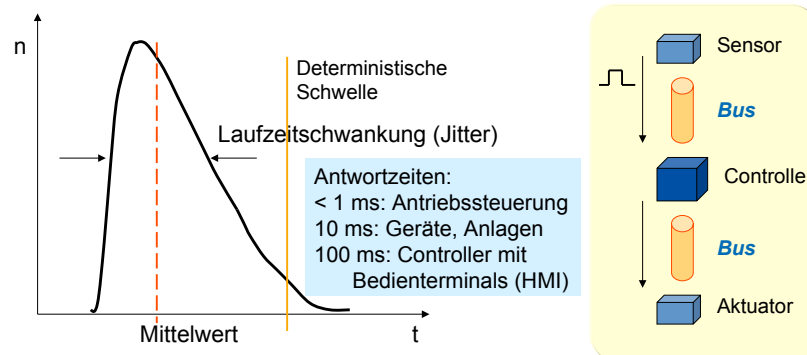 n
Deterministische
Schwelle
Laufzeitschwankung (Jitter)
Antwortzeiten:
< 1 ms: Antriebssteuerung
10 ms: Geräte, Anlagen
100 ms: Controller mit
Bedienterminals (HMI)
Mittelwert
t
Sensor
Bus
Controlle
Bus
Aktuator